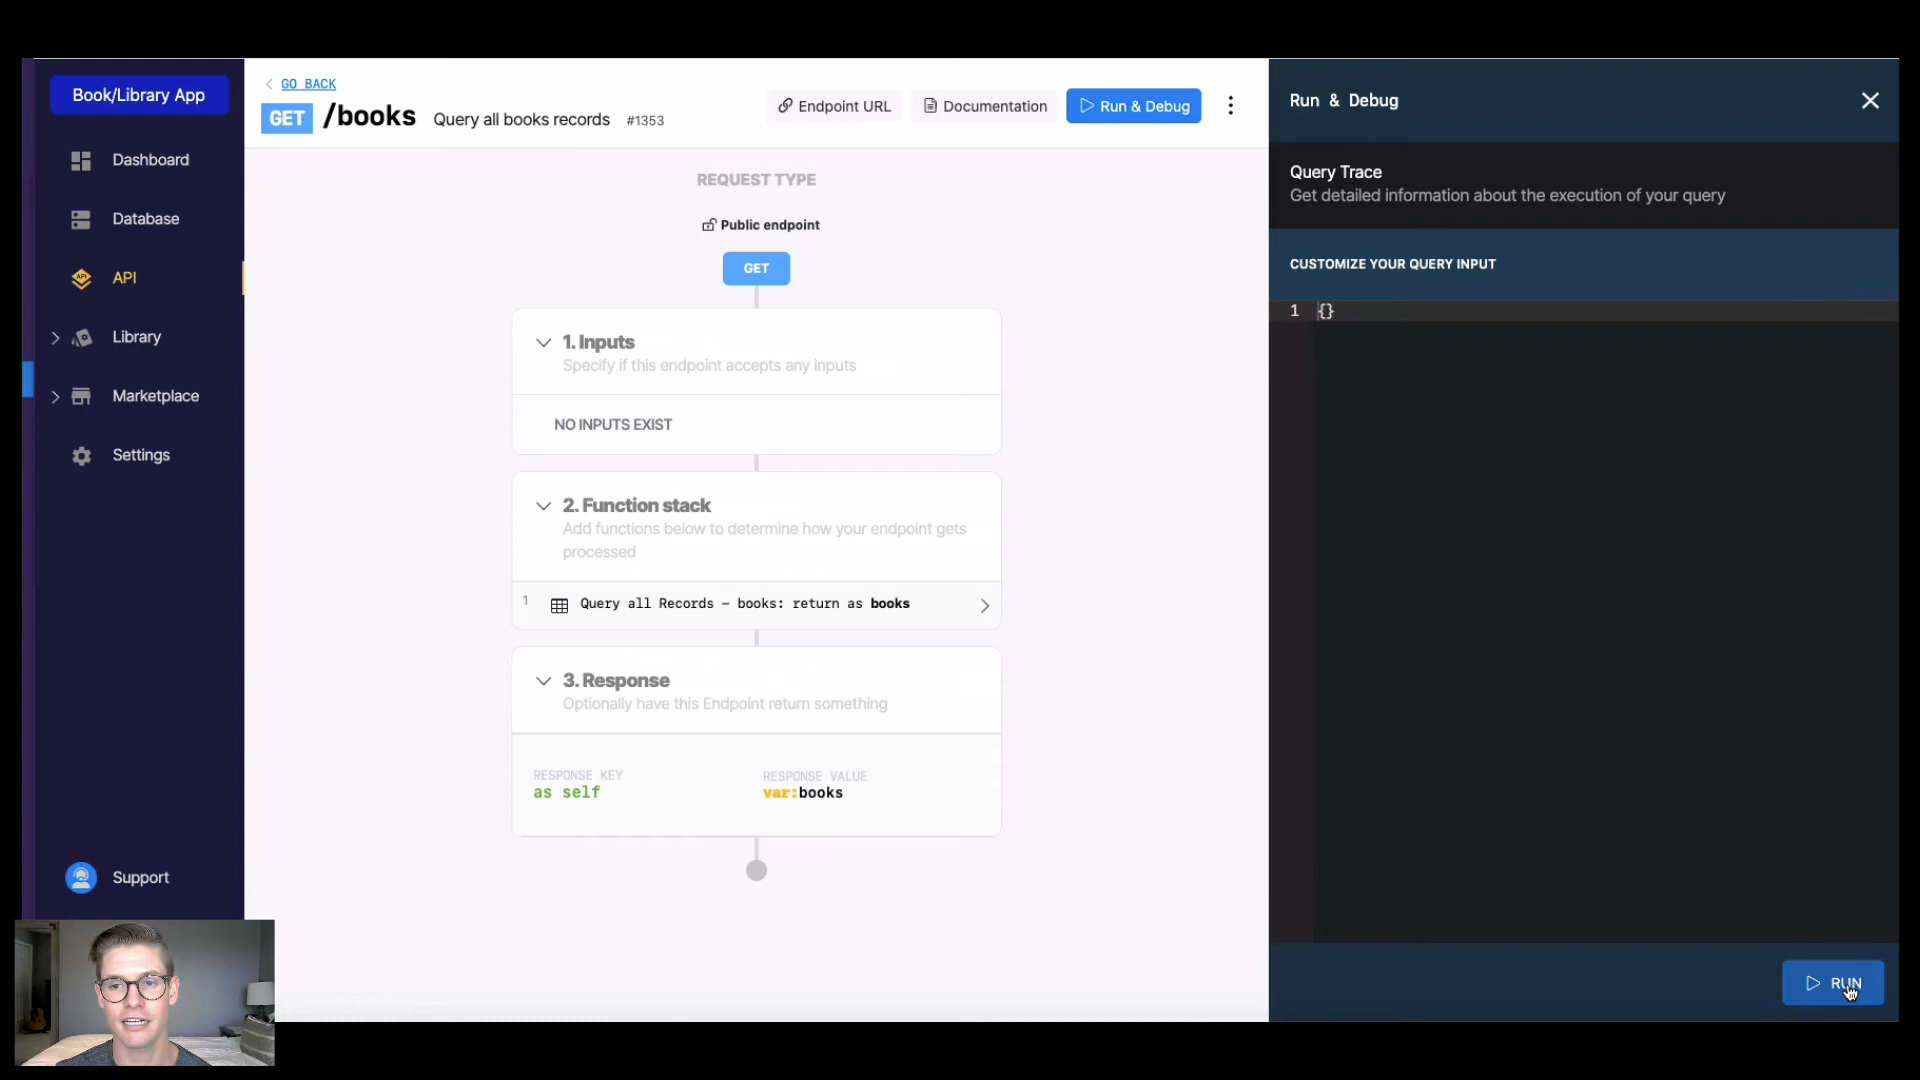 Book/Library App
Dashboard
Database
API
Library
Marketplace
Settings
Support
GO BACK
GET /books Query all books records #1353
Endpoint URL
Documentation
Run & Debug
REQUEST TYPE
Public endpoint
GET
1. Inputs
Specify if this endpoint accepts any inputs
NO INPUTS EXIST
2. Function stack
Add functions below to determine how your endpoint gets
processed
1 Query all Records – books: return as books
3. Response
Optionally have this Endpoint return something
RESPONSE KEY
as self
RESPONSE VALUE
var:books
Run & Debug
Query Trace
Get detailed information about the execution of your query
CUSTOMIZE YOUR QUERY INPUT
1 {}
RUN